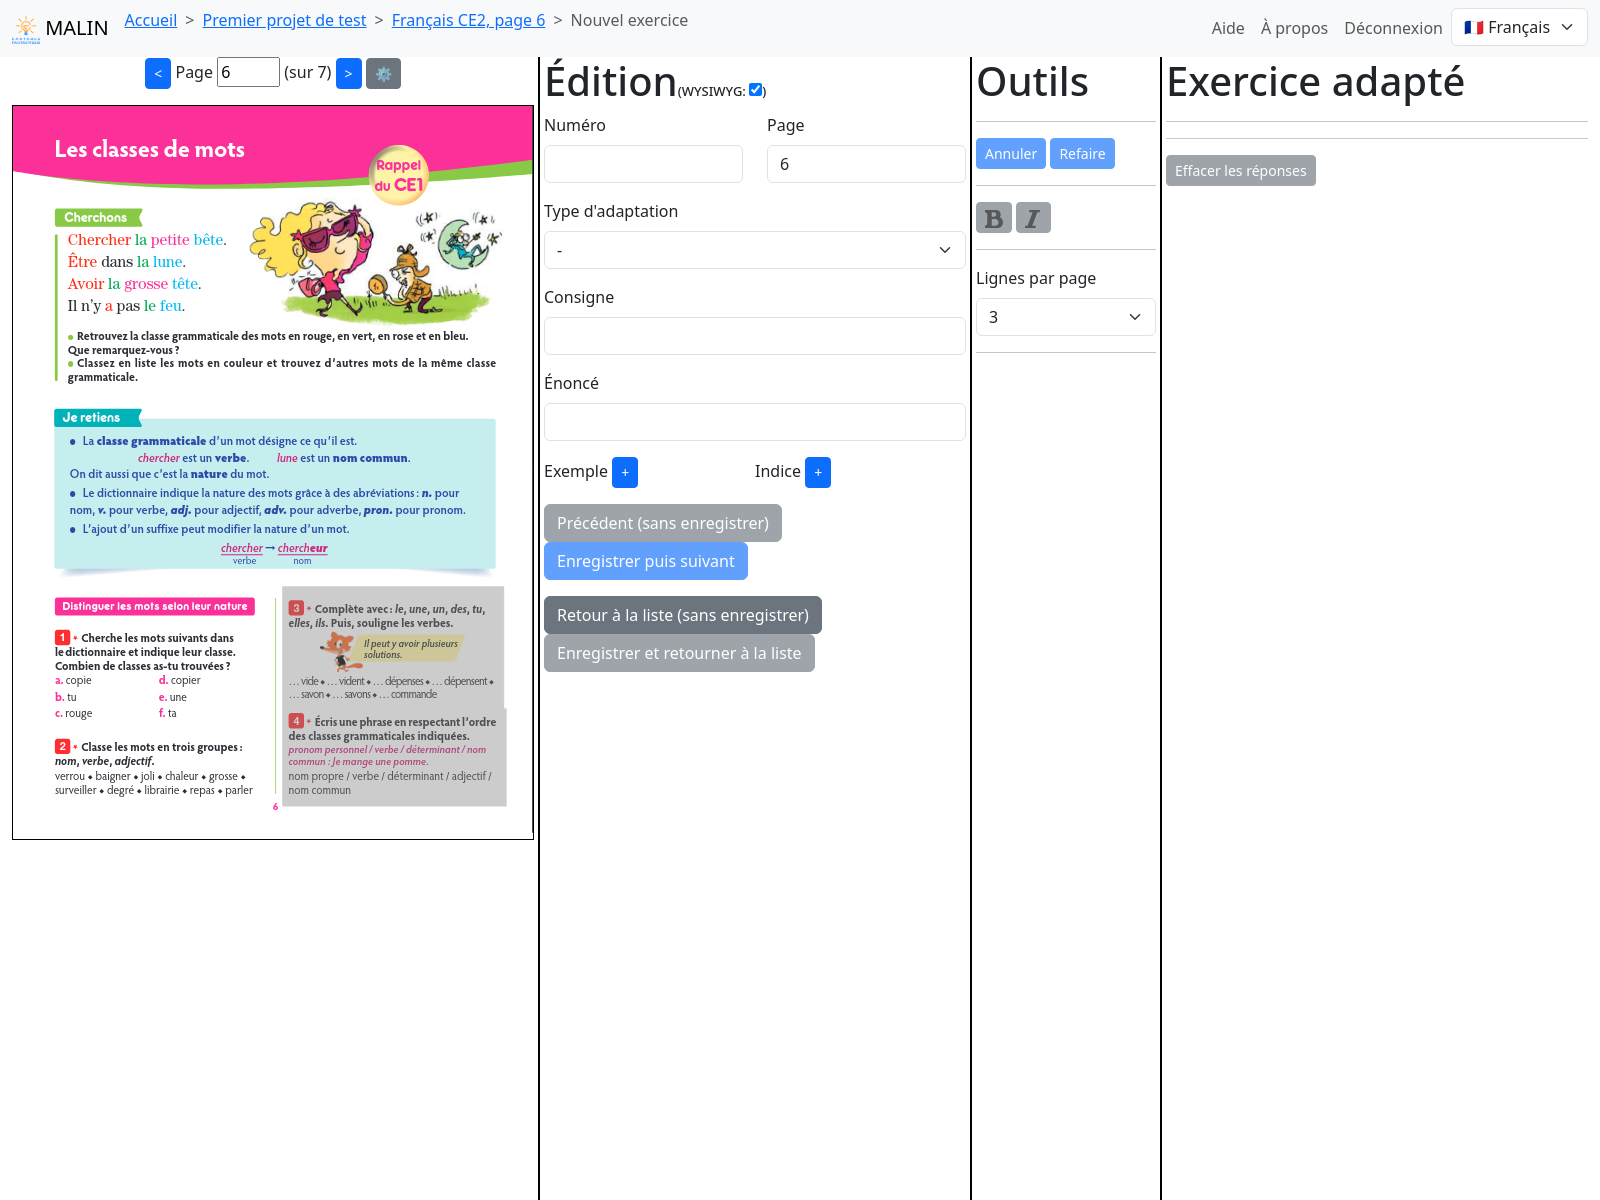 MALIN Accueil > Premier projet de test > Français CE2, page 6 > Nouvel exercice Aide À propos Déconnexion 🇫🇷 Français
< Page 6 (sur 7) > ⚙️
Les classes de mots
Rappel
du CE1
Cherchons
Chercher la petite bête.
Être dans la lune.
Avoir la grosse tête.
Il n'y a pas le feu.
● Retrouvez la classe grammaticale des mots en rouge, en vert, en rose et en bleu.
Que remarquez-vous ?
● Classez en liste les mots en couleur et trouvez d'autres mots de la même classe
grammaticale.
Je retiens
● La classe grammaticale d'un mot désigne ce qu'il est.
chercher est un verbe. lune est un nom commun.
On dit aussi que c'est la nature du mot.
● Le dictionnaire indique la nature des mots grâce à des abréviations : n. pour
nom, v. pour verbe, adj. pour adjectif, adv. pour adverbe, pron. pour pronom.
● L'ajout d'un suffixe peut modifier la nature d'un mot.
chercher → chercheur
verbe nom
Distinguer les mots selon leur nature
1 * Cherche les mots suivants dans
le dictionnaire et indique leur classe.
Combien de classes as-tu trouvées ?
a. copie d. copier
b. tu e. une
c. rouge f. ta
2 * Classe les mots en trois groupes :
nom, verbe, adjectif.
verrou ◆ baigner ◆ joli ◆ chaleur ◆ grosse ◆
surveiller ◆ degré ◆ librairie ◆ repas ◆ parler
3 * Complète avec : le, une, un, des, tu,
elles, ils. Puis, souligne les verbes.
Il peut y avoir plusieurs
solutions.
… vide ◆ … vident ◆ … dépenses ◆ … dépensent ◆
… savon ◆ … savons ◆ … commande
4 * Écris une phrase en respectant l'ordre
des classes grammaticales indiquées.
pronom personnel / verbe / déterminant / nom
commun : Je mange une pomme.
nom propre / verbe / déterminant / adjectif /
nom commun
6
Édition (WYSIWYG: )
Numéro Page
6
Type d'adaptation
-
Consigne
Énoncé
Exemple + Indice +
Précédent (sans enregistrer)
Enregistrer puis suivant
Retour à la liste (sans enregistrer)
Enregistrer et retourner à la liste
Outils
Annuler Refaire
B I
Lignes par page
3
Exercice adapté
Effacer les réponses